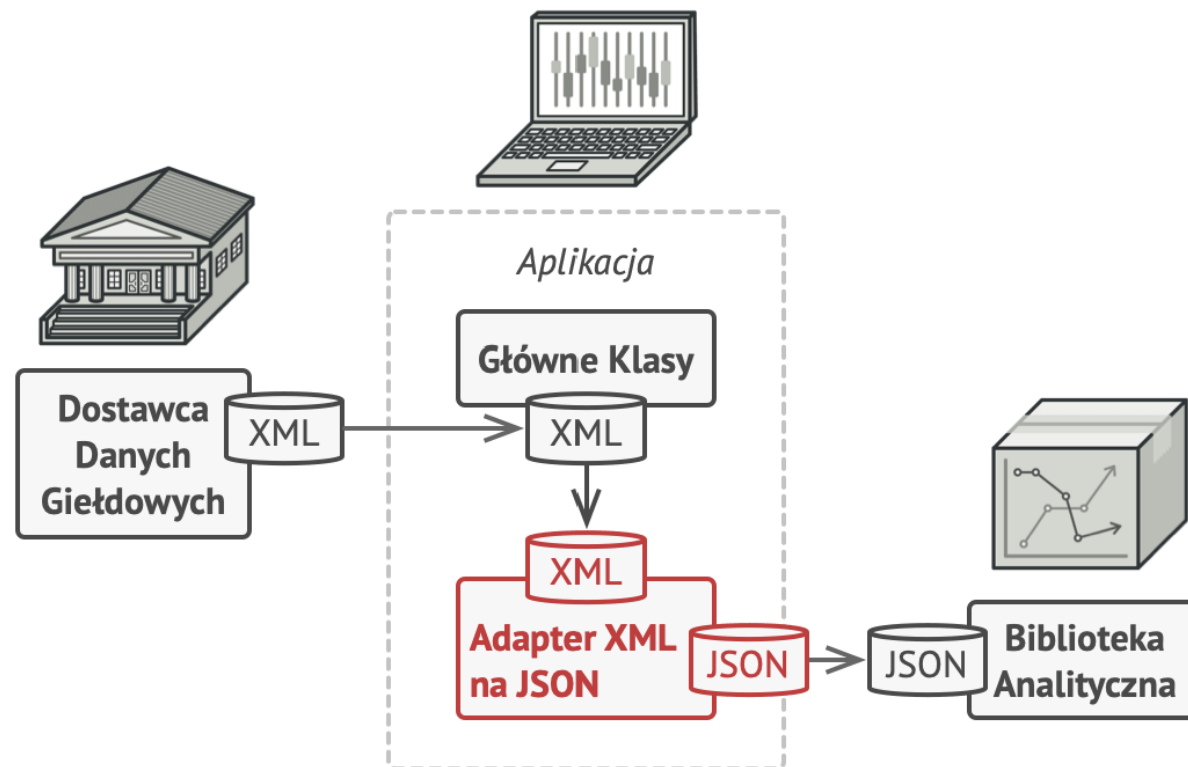 Aplikacja
Główne Klasy
XML
Dostawca
Danych
Giełdowych
XML
XML
Adapter XML
na JSON
JSON
JSON
Biblioteka
Analityczna